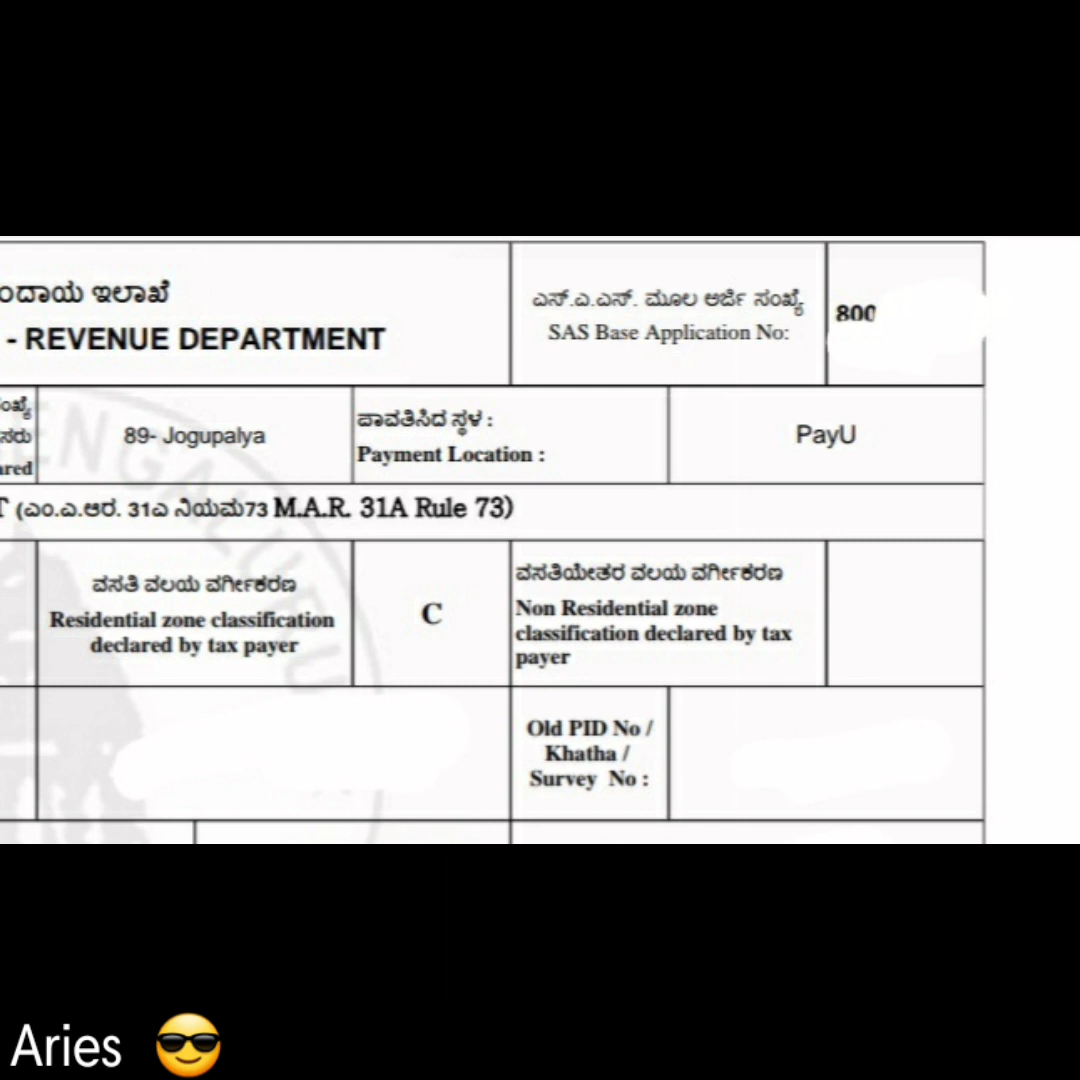 ಇಲಾಖೆ
- REVENUE DEPARTMENT
ಎಸ್.ಎ.ಎಸ್. ಮೂಲ ಅರ್ಜಿ ಸಂಖ್ಯೆ
SAS Base Application No:
800
89- Jogupalya
ಪಾವತಿಸಿದ ಸ್ಥಳ :
Payment Location :
PayU
(ಎಂ.ಎ.ಆರ. 31ಎ ನಿಯಮ73 M.A.R. 31A Rule 73)
ವಸತಿ ವಲಯ ವರ್ಗೀಕರಣ
Residential zone classification
declared by tax payer
C
ವಸತಿಯೇತರ ವಲಯ ವರ್ಗೀಕರಣ
Non Residential zone
classification declared by tax
payer
Old PID No /
Khatha /
Survey No :
BENGALURU
Aries 😎